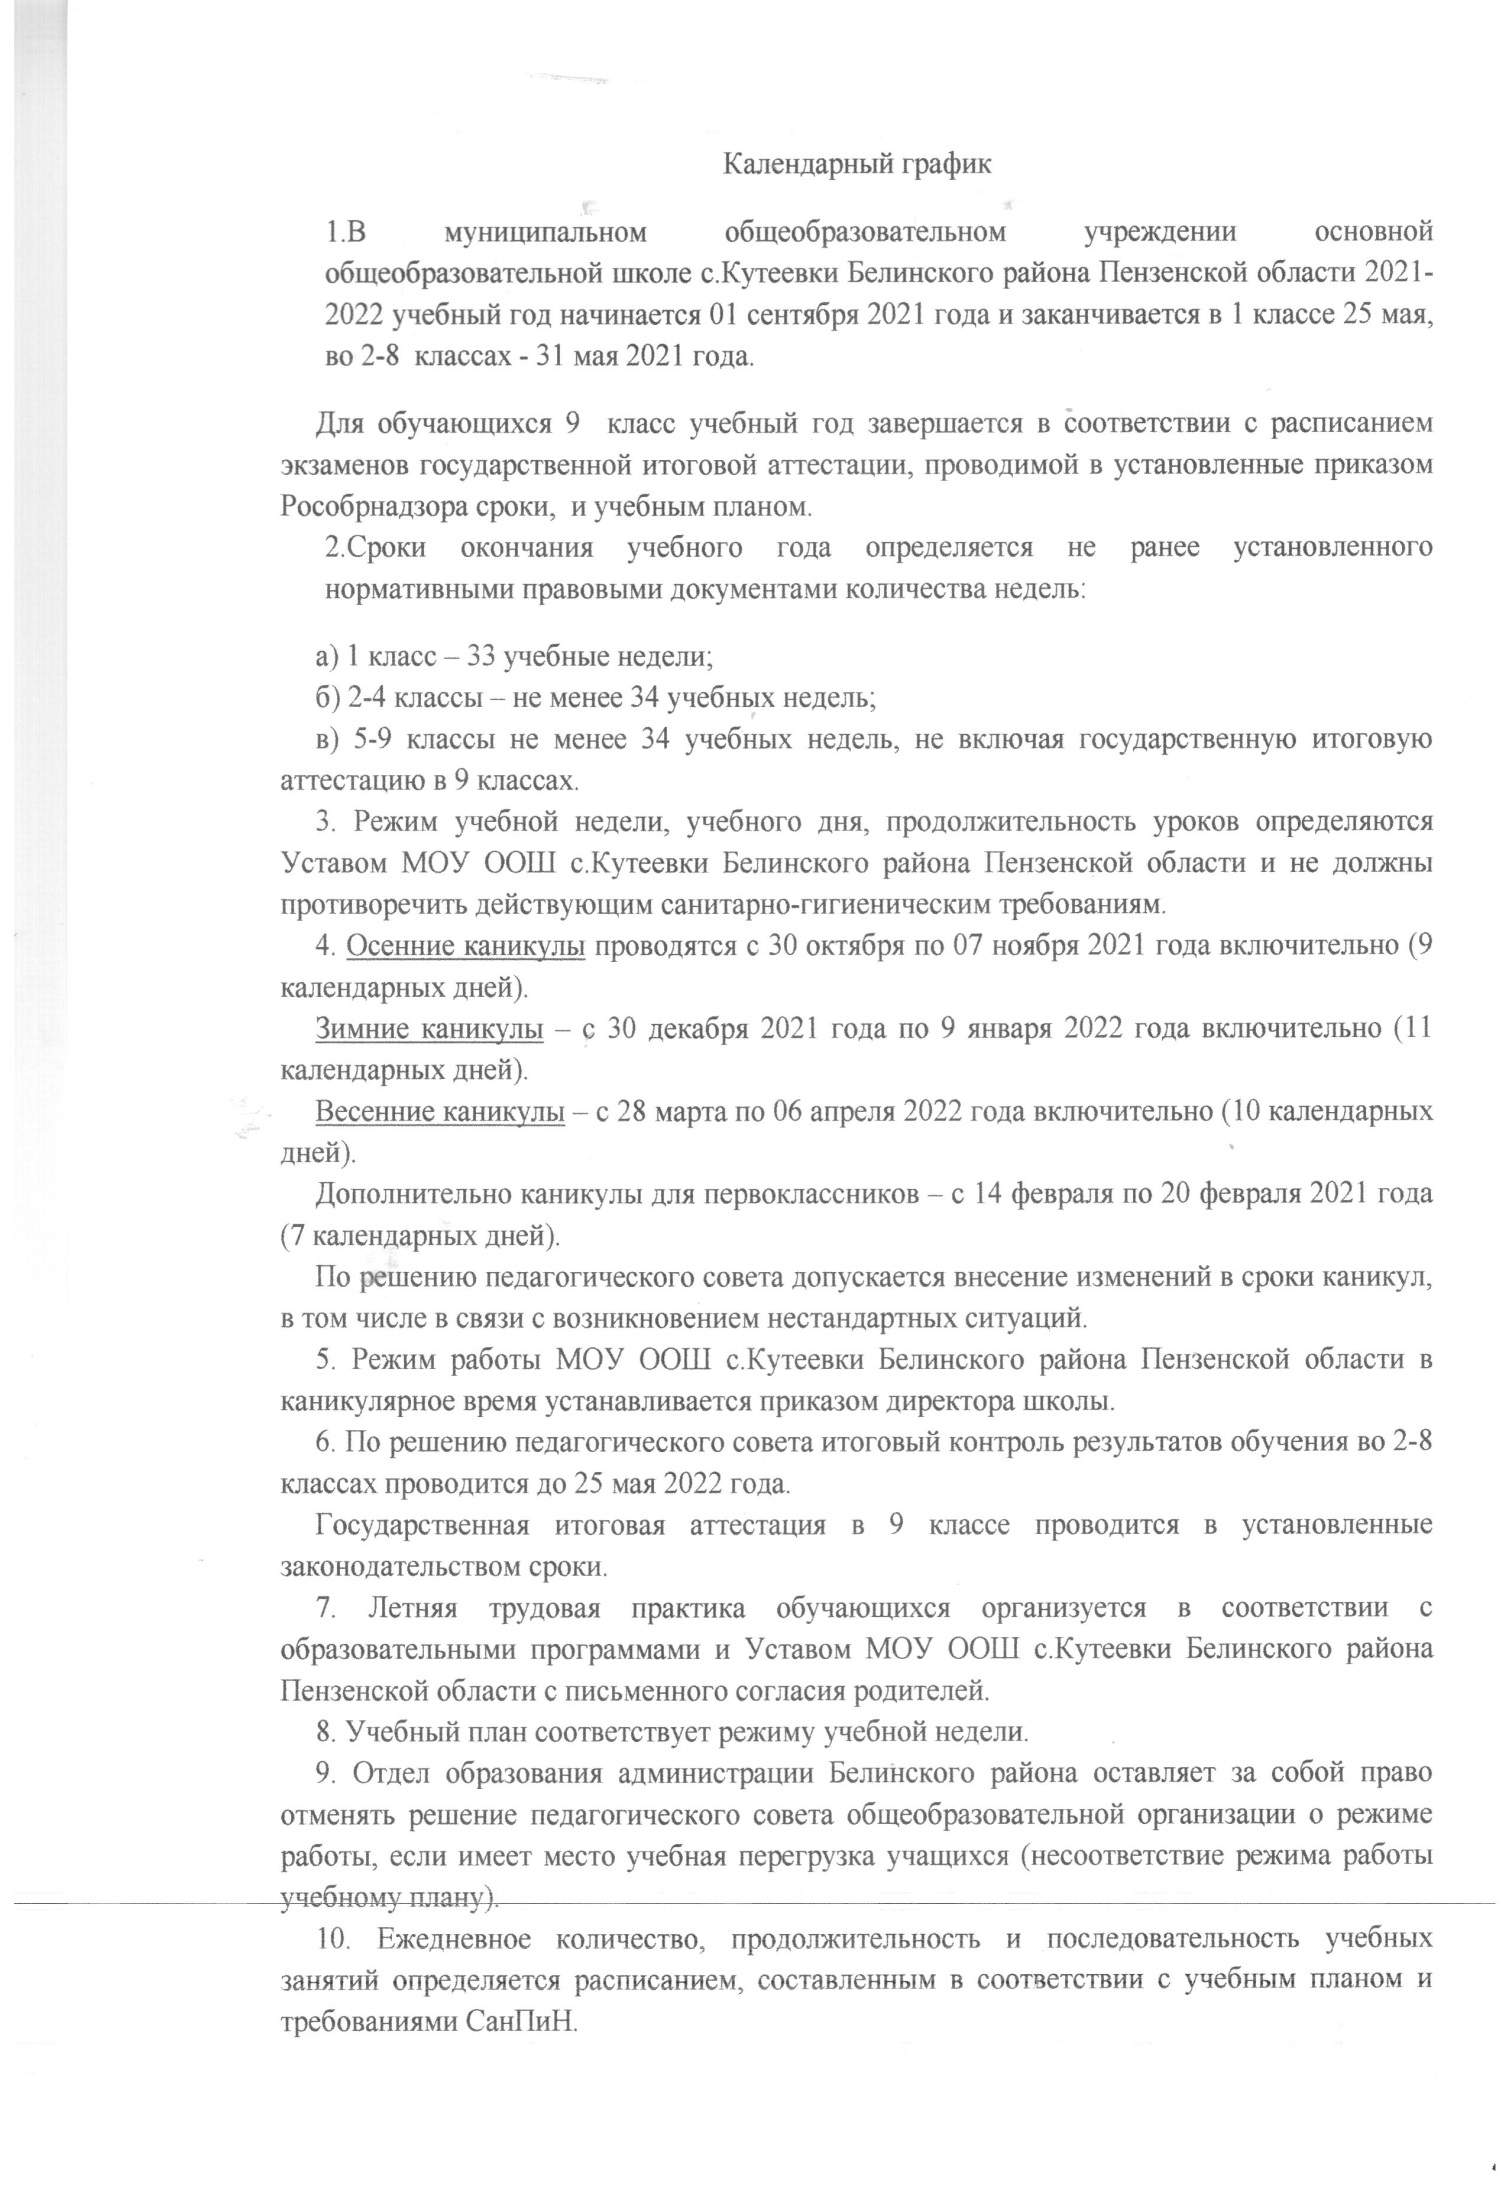 Календарный график
1.В муниципальном общеобразовательном учреждении основной
общеобразовательной школе с.Кутеевки Белинского района Пензенской области 2021-
2022 учебный год начинается 01 сентября 2021 года и заканчивается в 1 классе 25 мая,
во 2-8 классах - 31 мая 2021 года.
Для обучающихся 9 класс учебный год завершается в соответствии с расписанием
экзаменов государственной итоговой аттестации, проводимой в установленные приказом
Рособрнадзора сроки, и учебным планом.
2.Сроки окончания учебного года определяется не ранее установленного
нормативными правовыми документами количества недель:
а) 1 класс – 33 учебные недели;
б) 2-4 классы – не менее 34 учебных недель;
в) 5-9 классы не менее 34 учебных недель, не включая государственную итоговую
аттестацию в 9 классах.
3. Режим учебной недели, учебного дня, продолжительность уроков определяются
Уставом МОУ ООШ с.Кутеевки Белинского района Пензенской области и не должны
противоречить действующим санитарно-гигиеническим требованиям.
4. Осенние каникулы проводятся с 30 октября по 07 ноября 2021 года включительно (9
календарных дней).
Зимние каникулы – с 30 декабря 2021 года по 9 января 2022 года включительно (11
календарных дней).
Весенние каникулы – с 28 марта по 06 апреля 2022 года включительно (10 календарных
дней).
Дополнительно каникулы для первоклассников – с 14 февраля по 20 февраля 2021 года
(7 календарных дней).
По решению педагогического совета допускается внесение изменений в сроки каникул,
в том числе в связи с возникновением нестандартных ситуаций.
5. Режим работы МОУ ООШ с.Кутеевки Белинского района Пензенской области в
каникулярное время устанавливается приказом директора школы.
6. По решению педагогического совета итоговый контроль результатов обучения во 2-8
классах проводится до 25 мая 2022 года.
Государственная итоговая аттестация в 9 классе проводится в установленные
законодательством сроки.
7. Летняя трудовая практика обучающихся организуется в соответствии с
образовательными программами и Уставом МОУ ООШ с.Кутеевки Белинского района
Пензенской области с письменного согласия родителей.
8. Учебный план соответствует режиму учебной недели.
9. Отдел образования администрации Белинского района оставляет за собой право
отменять решение педагогического совета общеобразовательной организации о режиме
работы, если имеет место учебная перегрузка учащихся (несоответствие режима работы
учебному плану).
10. Ежедневное количество, продолжительность и последовательность учебных
занятий определяется расписанием, составленным в соответствии с учебным планом и
требованиями СанПиН.